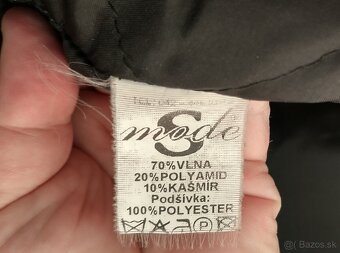 S
mode
70%VLNA
20%POLYAMID
10%KAŠMÍR
Podšívka:
100%POLYESTER
Bazos.sk